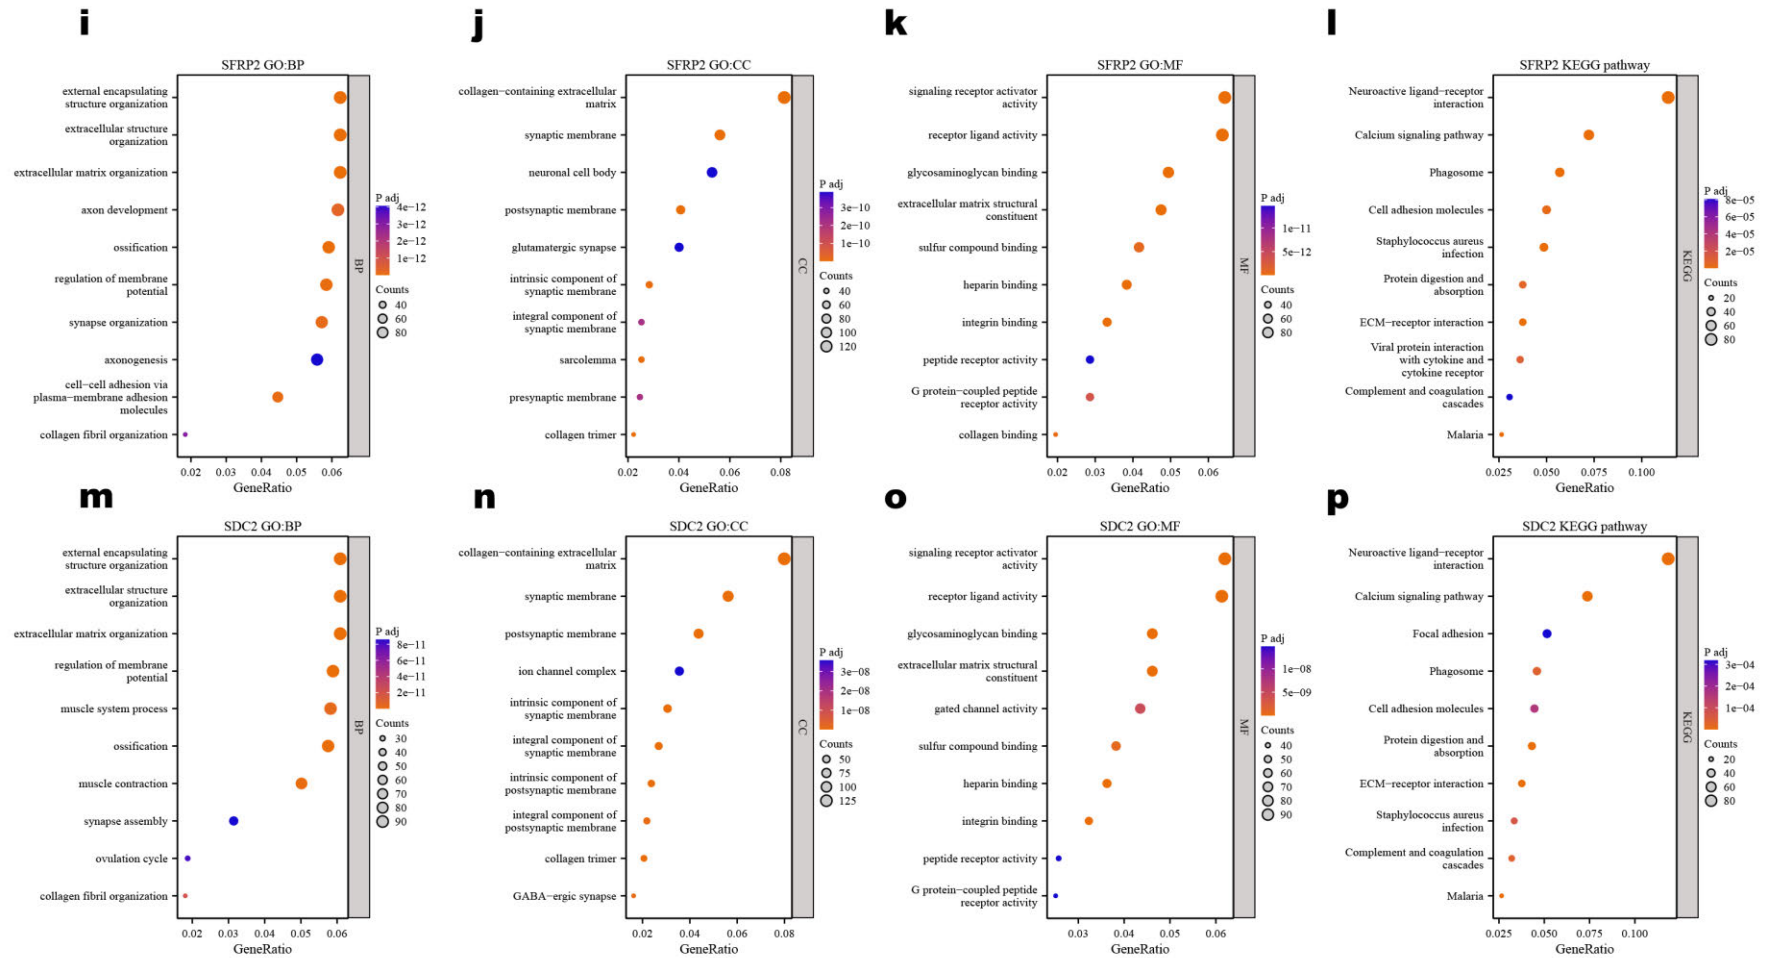 i
SFRP2 GO:BP
external encapsulating
structure organization
extracellular structure
organization
extracellular matrix organization
axon development
ossification
regulation of membrane
potential
synapse organization
axonogenesis
cell−cell adhesion via
plasma−membrane adhesion
molecules
collagen fibril organization
0.02 0.03 0.04 0.05 0.06
GeneRatio
BP
P adj
4e−12
3e−12
2e−12
1e−12
Counts
40
60
80
j
SFRP2 GO:CC
collagen−containing extracellular
matrix
synaptic membrane
neuronal cell body
postsynaptic membrane
glutamatergic synapse
intrinsic component of
synaptic membrane
integral component of
synaptic membrane
sarcolemma
presynaptic membrane
collagen trimer
0.02 0.04 0.06 0.08
GeneRatio
CC
P adj
3e−10
2e−10
1e−10
Counts
40
60
80
100
120
k
SFRP2 GO:MF
signaling receptor activator
activity
receptor ligand activity
glycosaminoglycan binding
extracellular matrix structural
constituent
sulfur compound binding
heparin binding
integrin binding
peptide receptor activity
G protein−coupled peptide
receptor activity
collagen binding
0.02 0.03 0.04 0.05 0.06
GeneRatio
MF
P adj
1e−11
5e−12
Counts
40
60
80
l
SFRP2 KEGG pathway
Neuroactive ligand−receptor
interaction
Calcium signaling pathway
Phagosome
Cell adhesion molecules
Staphylococcus aureus
infection
Protein digestion and
absorption
ECM−receptor interaction
Viral protein interaction
with cytokine and
cytokine receptor
Complement and coagulation
cascades
Malaria
0.025 0.050 0.075 0.100
GeneRatio
KEGG
P adj
8e−05
6e−05
4e−05
2e−05
Counts
20
40
60
80
m
SDC2 GO:BP
external encapsulating
structure organization
extracellular structure
organization
extracellular matrix organization
regulation of membrane
potential
muscle system process
ossification
muscle contraction
synapse assembly
ovulation cycle
collagen fibril organization
0.02 0.03 0.04 0.05 0.06
GeneRatio
BP
P adj
8e−11
6e−11
4e−11
2e−11
Counts
30
40
50
60
70
80
90
n
SDC2 GO:CC
collagen−containing extracellular
matrix
synaptic membrane
postsynaptic membrane
ion channel complex
intrinsic component of
synaptic membrane
integral component of
synaptic membrane
intrinsic component of
postsynaptic membrane
integral component of
postsynaptic membrane
collagen trimer
GABA−ergic synapse
0.02 0.04 0.06 0.08
GeneRatio
CC
P adj
3e−08
2e−08
1e−08
Counts
50
75
100
125
o
SDC2 GO:MF
signaling receptor activator
activity
receptor ligand activity
glycosaminoglycan binding
extracellular matrix structural
constituent
gated channel activity
sulfur compound binding
heparin binding
integrin binding
peptide receptor activity
G protein−coupled peptide
receptor activity
0.03 0.04 0.05 0.06
GeneRatio
MF
P adj
1e−08
5e−09
Counts
40
50
60
70
80
90
p
SDC2 KEGG pathway
Neuroactive ligand−receptor
interaction
Calcium signaling pathway
Focal adhesion
Phagosome
Cell adhesion molecules
Protein digestion and
absorption
ECM−receptor interaction
Staphylococcus aureus
infection
Complement and coagulation
cascades
Malaria
0.025 0.050 0.075 0.100
GeneRatio
KEGG
P adj
3e−04
2e−04
1e−04
Counts
20
40
60
80